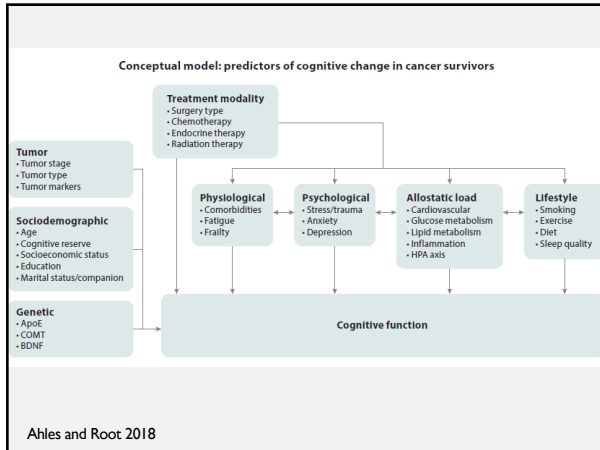 Conceptual model: predictors of cognitive change in cancer survivors
Treatment modality
• Surgery type
• Chemotherapy
• Endocrine therapy
• Radiation therapy
Tumor
• Tumor stage
• Tumor type
• Tumor markers
Sociodemographic
• Age
• Cognitive reserve
• Socioeconomic status
• Education
• Marital status/companion
Genetic
• ApoE
• COMT
• BDNF
Physiological
• Comorbidities
• Fatigue
• Frailty
Psychological
• Stress/trauma
• Anxiety
• Depression
Allostatic load
• Cardiovascular
• Glucose metabolism
• Lipid metabolism
• Inflammation
• HPA axis
Lifestyle
• Smoking
• Exercise
• Diet
• Sleep quality
Cognitive function
Ahles and Root 2018